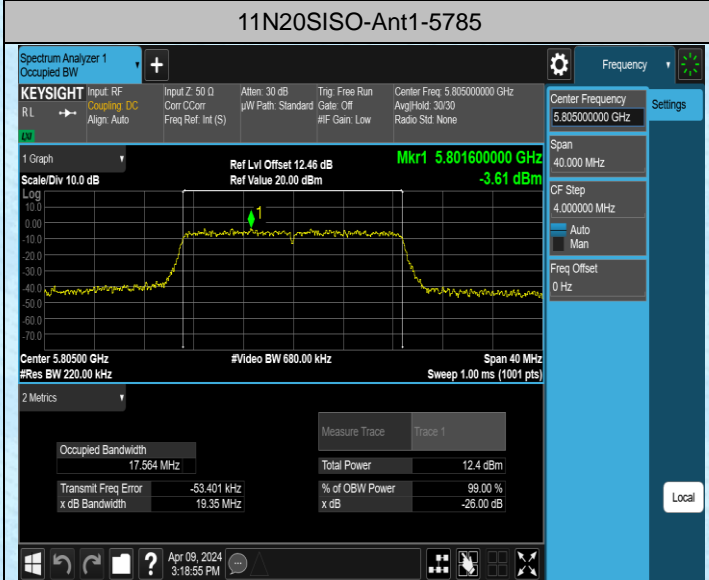 11N20SISO-Ant1-5785
Spectrum Analyzer 1
Occupied BW
+
Frequency
KEYSIGHT
RL
LXI
Input: RF
Coupling: DC
Align: Auto
Input Z: 50 Ω
Corr CCorr
Freq Ref: Int (S)
Atten: 30 dB
µW Path: Standard
Trig: Free Run
Gate: Off
#IF Gain: Low
Center Freq: 5.805000000 GHz
Avg|Hold: 30/30
Radio Std: None
Center Frequency
5.805000000 GHz
Settings
Span
40.000 MHz
CF Step
4.000000 MHz
Auto
Man
Freq Offset
0 Hz
1 Graph
Scale/Div 10.0 dB
Ref Lvl Offset 12.46 dB
Ref Value 20.00 dBm
Mkr1 5.801600000 GHz
-3.61 dBm
Log
10.0
0.00
-10.0
-20.0
-30.0
-40.0
-50.0
-60.0
-70.0
1
Center 5.80500 GHz
#Res BW 220.00 kHz
#Video BW 680.00 kHz
Span 40 MHz
Sweep 1.00 ms (1001 pts)
2 Metrics
Measure Trace
Trace 1
Occupied Bandwidth
17.564 MHz
Total Power
12.4 dBm
Transmit Freq Error
-53.401 kHz
% of OBW Power
99.00 %
x dB Bandwidth
19.35 MHz
x dB
-26.00 dB
Local
?
Apr 09, 2024
3:18:55 PM